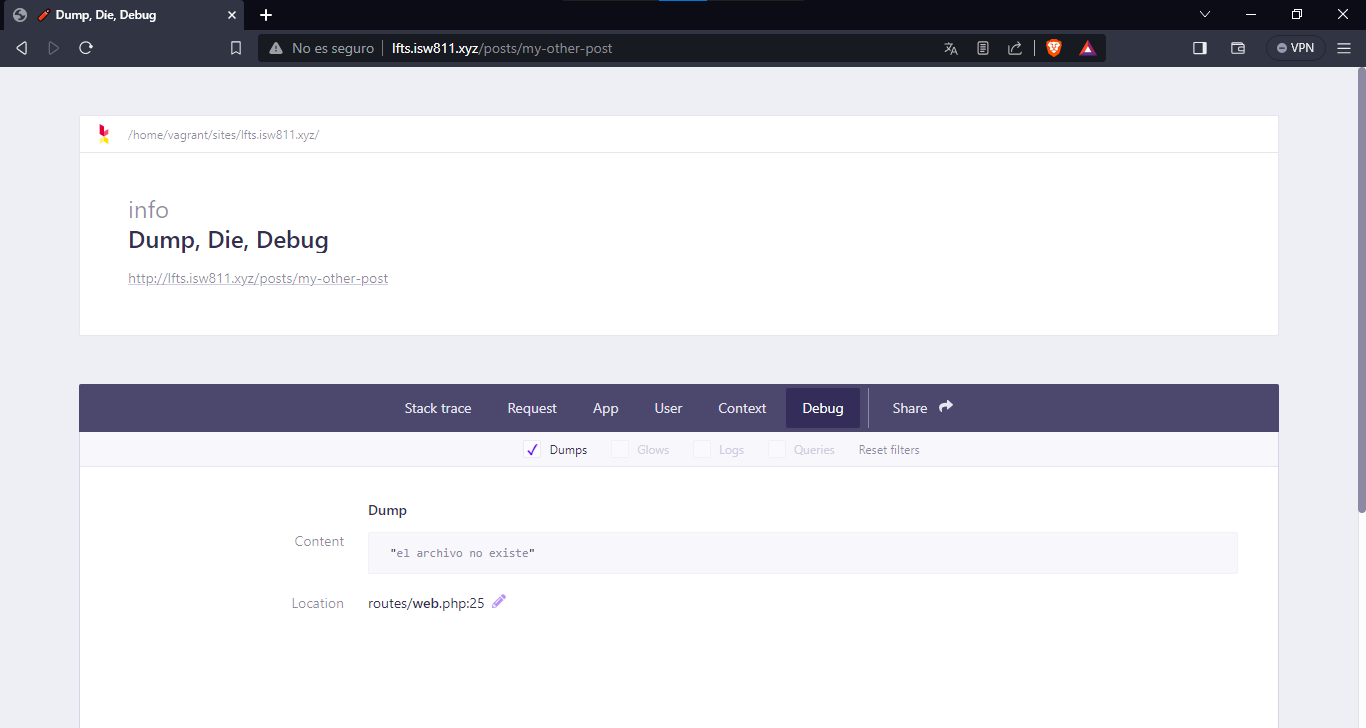 Dump, Die, Debug
No es seguro lfts.isw811.xyz/posts/my-other-post
VPN
/home/vagrant/sites/lfts.isw811.xyz/
info
Dump, Die, Debug
http://lfts.isw811.xyz/posts/my-other-post
Stack trace Request App User Context Debug Share
Dumps Glows Logs Queries Reset filters
Dump
Content "el archivo no existe"
Location routes/web.php:25